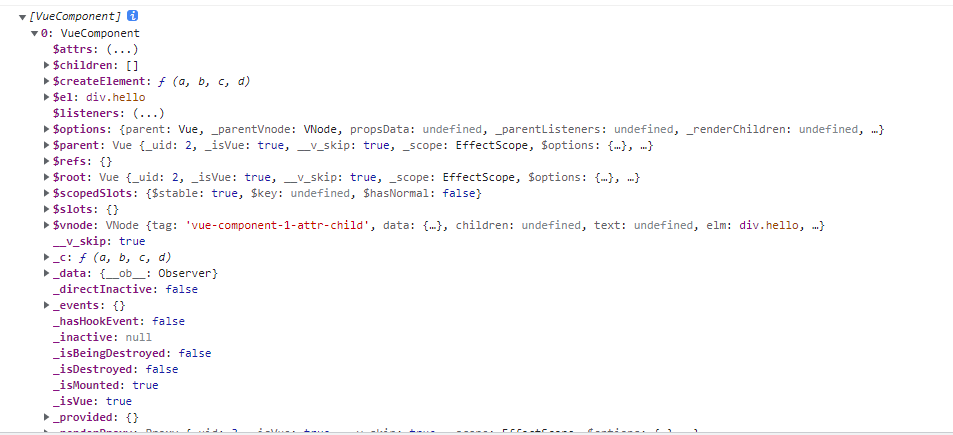 [VueComponent] i
0: VueComponent
$attrs: (...)
$children: []
$createElement: ƒ (a, b, c, d)
$el: div.hello
$listeners: (...)
$options: {parent: Vue, _parentVnode: VNode, propsData: undefined, _parentListeners: undefined, _renderChildren: undefined, …}
$parent: Vue {_uid: 2, _isVue: true, __v_skip: true, _scope: EffectScope, $options: {…}, …}
$refs: {}
$root: Vue {_uid: 2, _isVue: true, __v_skip: true, _scope: EffectScope, $options: {…}, …}
$scopedSlots: {$stable: true, $key: undefined, $hasNormal: false}
$slots: {}
$vnode: VNode {tag: 'vue-component-1-attr-child', data: {…}, children: undefined, text: undefined, elm: div.hello, …}
__v_skip: true
_c: ƒ (a, b, c, d)
_data: {__ob__: Observer}
_directInactive: false
_events: {}
_hasHookEvent: false
_inactive: null
_isBeingDestroyed: false
_isDestroyed: false
_isMounted: true
_isVue: true
_provided: {}